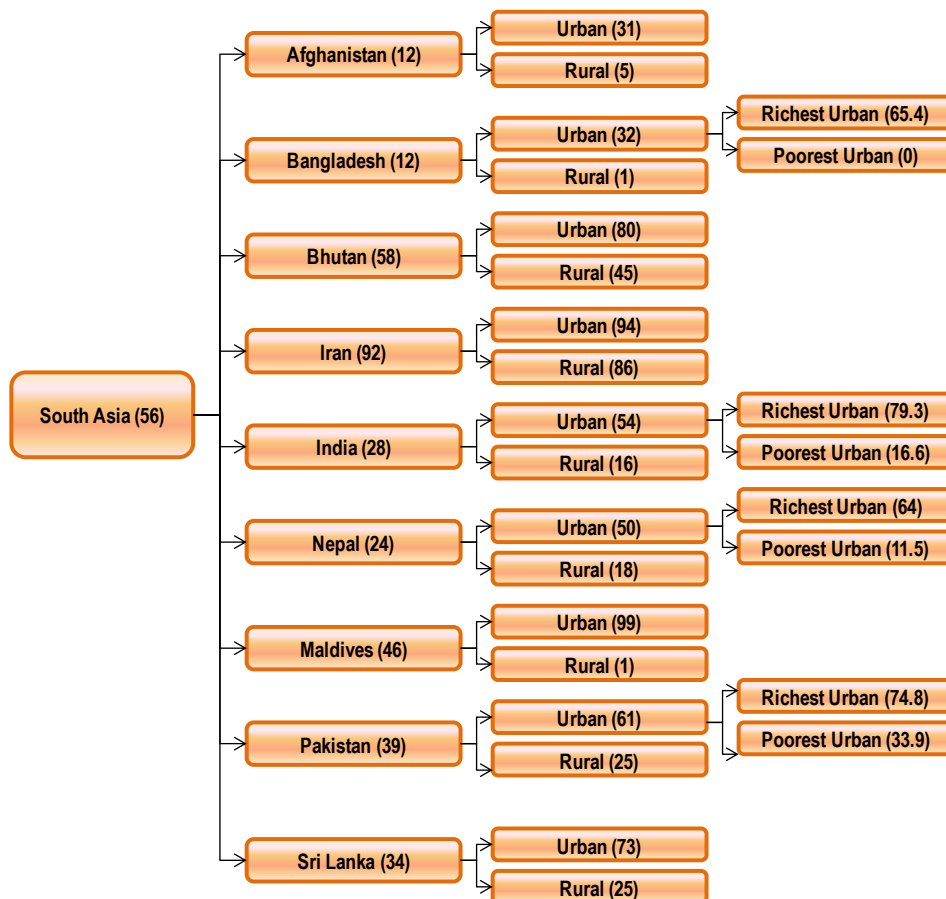 South Asia (56)
Afghanistan (12)
Urban (31)
Rural (5)
Bangladesh (12)
Urban (32)
Richest Urban (65.4)
Poorest Urban (0)
Rural (1)
Bhutan (58)
Urban (80)
Rural (45)
Iran (92)
Urban (94)
Rural (86)
India (28)
Urban (54)
Richest Urban (79.3)
Poorest Urban (16.6)
Rural (16)
Nepal (24)
Urban (50)
Richest Urban (64)
Poorest Urban (11.5)
Rural (18)
Maldives (46)
Urban (99)
Rural (1)
Pakistan (39)
Urban (61)
Richest Urban (74.8)
Poorest Urban (33.9)
Rural (25)
Sri Lanka (34)
Urban (73)
Rural (25)